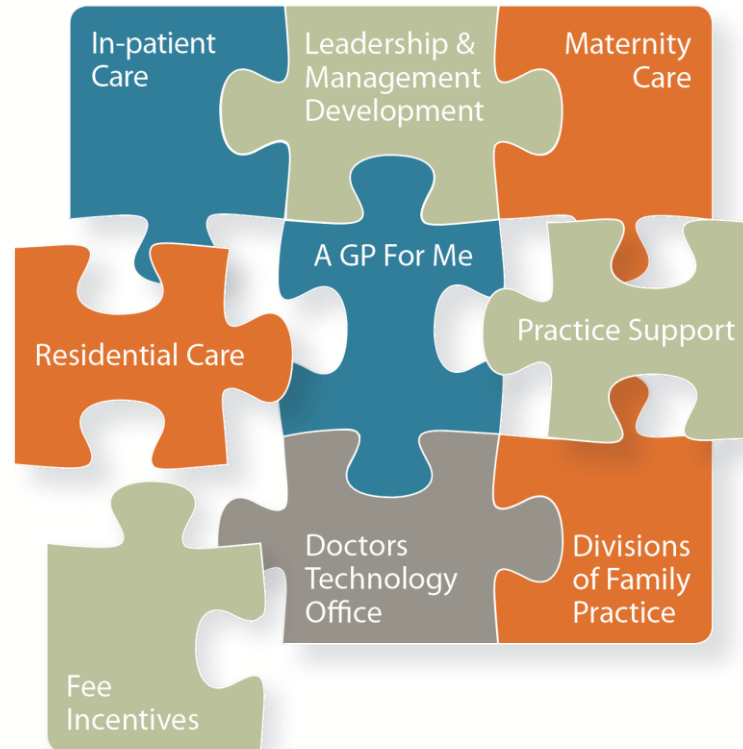 In-patient
Care
Leadership &
Management
Development
Maternity
Care
A GP For Me
Residential Care
Practice Support
Doctors
Technology
Office
Divisions
of Family
Practice
Fee
Incentives